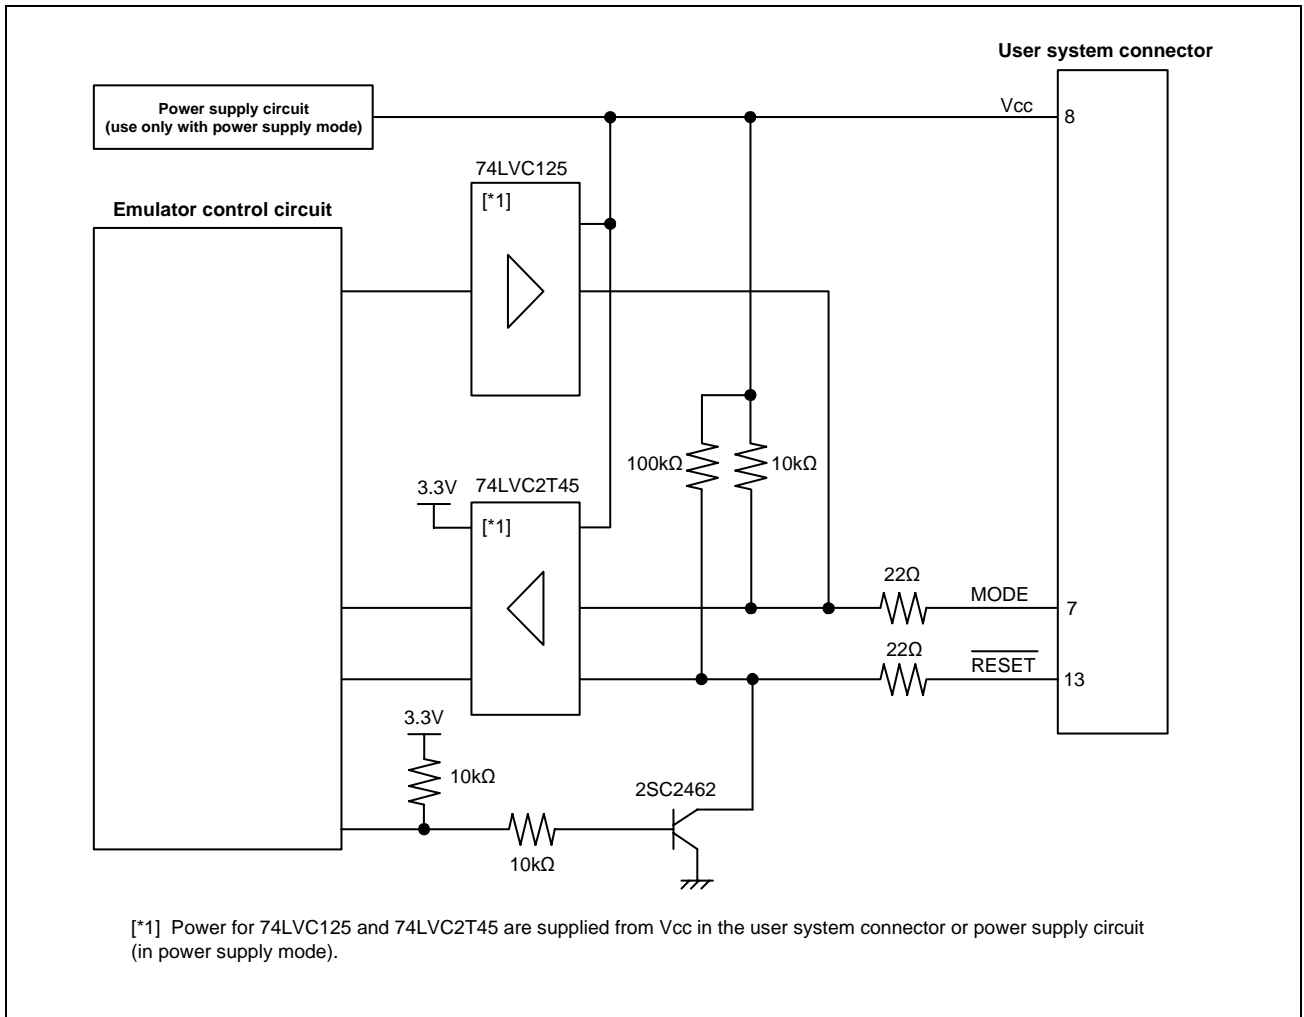 User system connector
Power supply circuit
(use only with power supply mode)
Vcc
8
74LVC125
[*1]
Emulator control circuit
100kΩ
10kΩ
3.3V
74LVC2T45
[*1]
22Ω
MODE
7
22Ω
RESET
13
3.3V
10kΩ
2SC2462
10kΩ
[*1] Power for 74LVC125 and 74LVC2T45 are supplied from Vcc in the user system connector or power supply circuit
(in power supply mode).